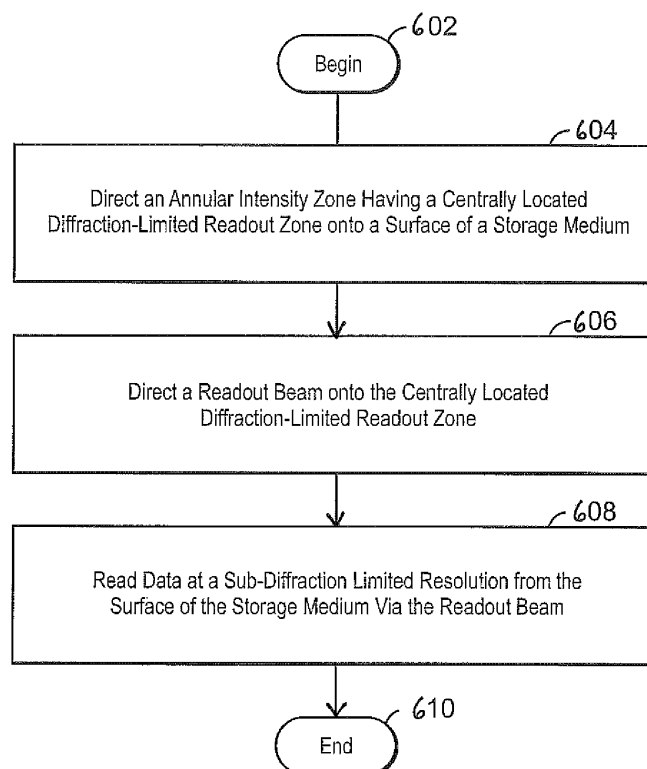 602
Begin
604
Direct an Annular Intensity Zone Having a Centrally Located
Diffraction-Limited Readout Zone onto a Surface of a Storage Medium
606
Direct a Readout Beam onto the Centrally Located
Diffraction-Limited Readout Zone
608
Read Data at a Sub-Diffraction Limited Resolution from the
Surface of the Storage Medium Via the Readout Beam
610
End